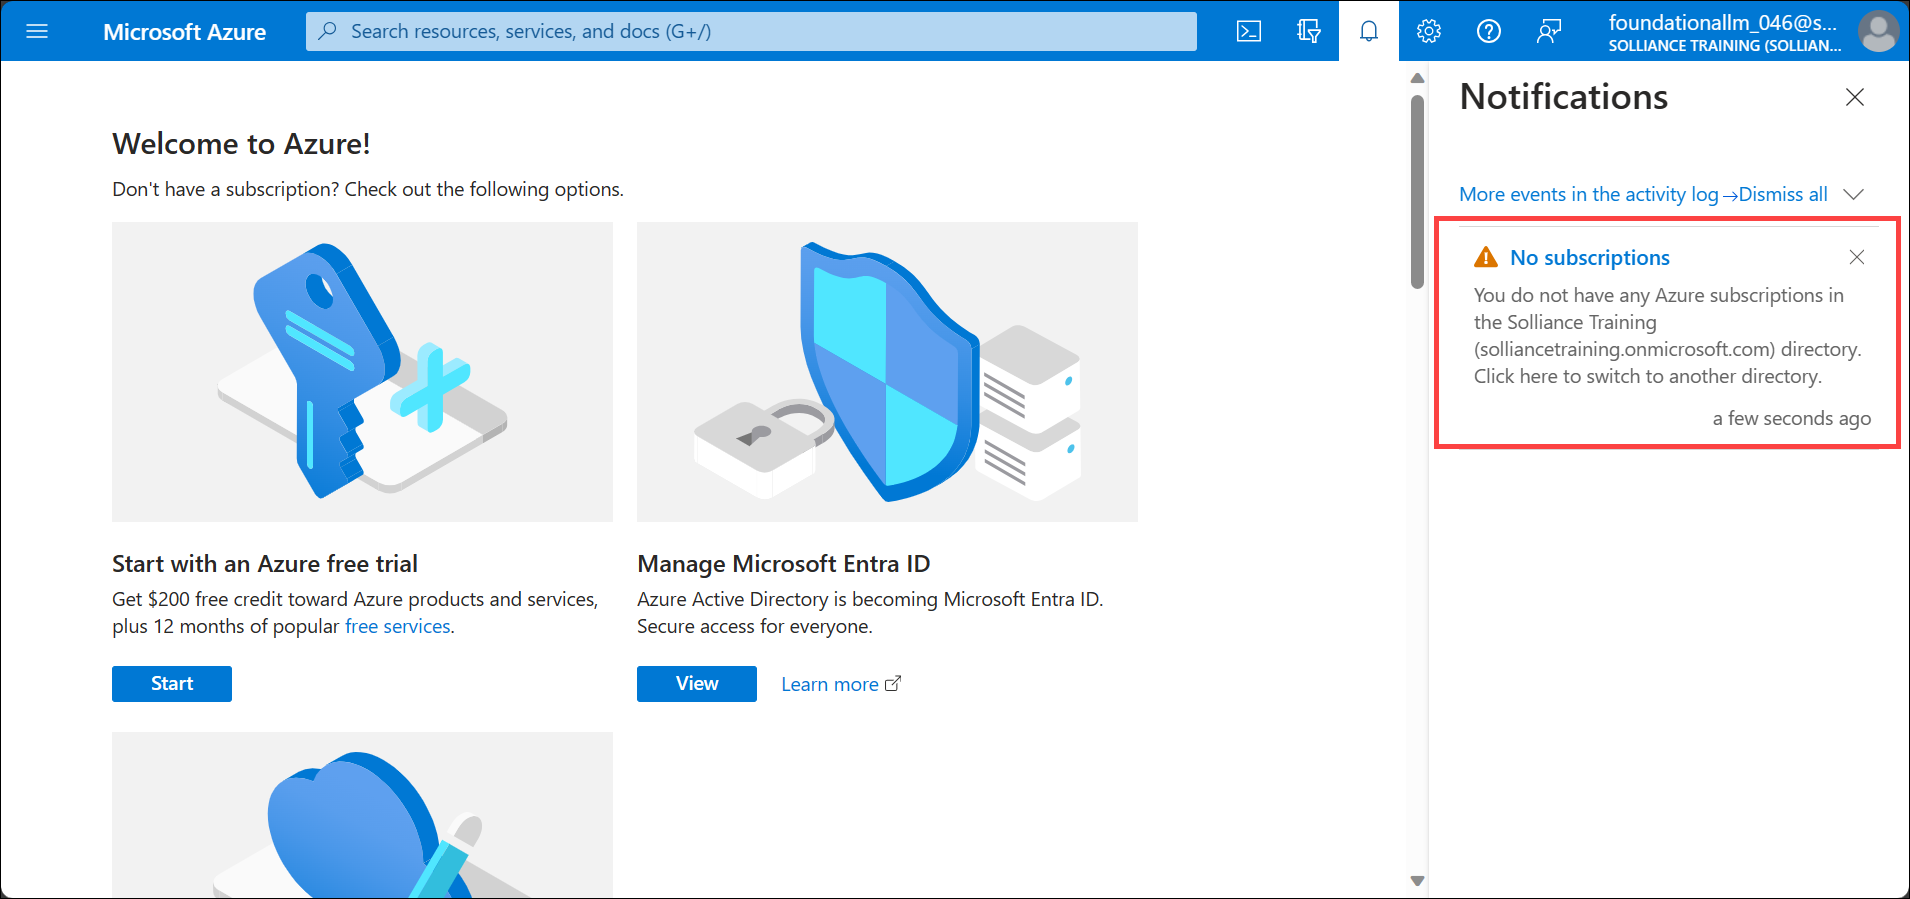 Microsoft Azure
Search resources, services, and docs (G+/)
foundationallm_046@s...
SOLLIANCE TRAINING (SOLLIAN...
Welcome to Azure!
Don't have a subscription? Check out the following options.
Start with an Azure free trial
Get $200 free credit toward Azure products and services,
plus 12 months of popular free services.
Start
Manage Microsoft Entra ID
Azure Active Directory is becoming Microsoft Entra ID.
Secure access for everyone.
View
Learn more
Notifications
More events in the activity log →
Dismiss all
No subscriptions
You do not have any Azure subscriptions in
the Solliance Training
(solliancetraining.onmicrosoft.com) directory.
Click here to switch to another directory.
a few seconds ago